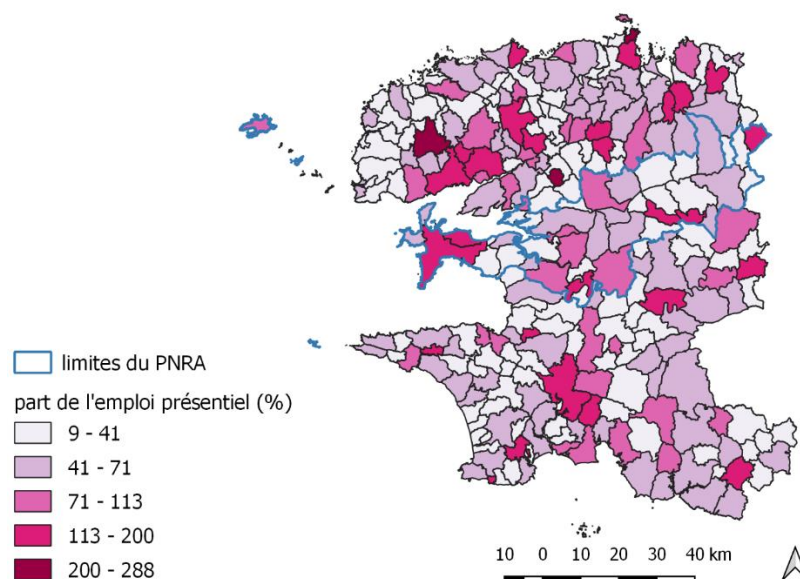 limites du PNRA
part de l'emploi présentiel (%)
9 - 41
41 - 71
71 - 113
113 - 200
200 - 288
10 0 10 20 30 40 km